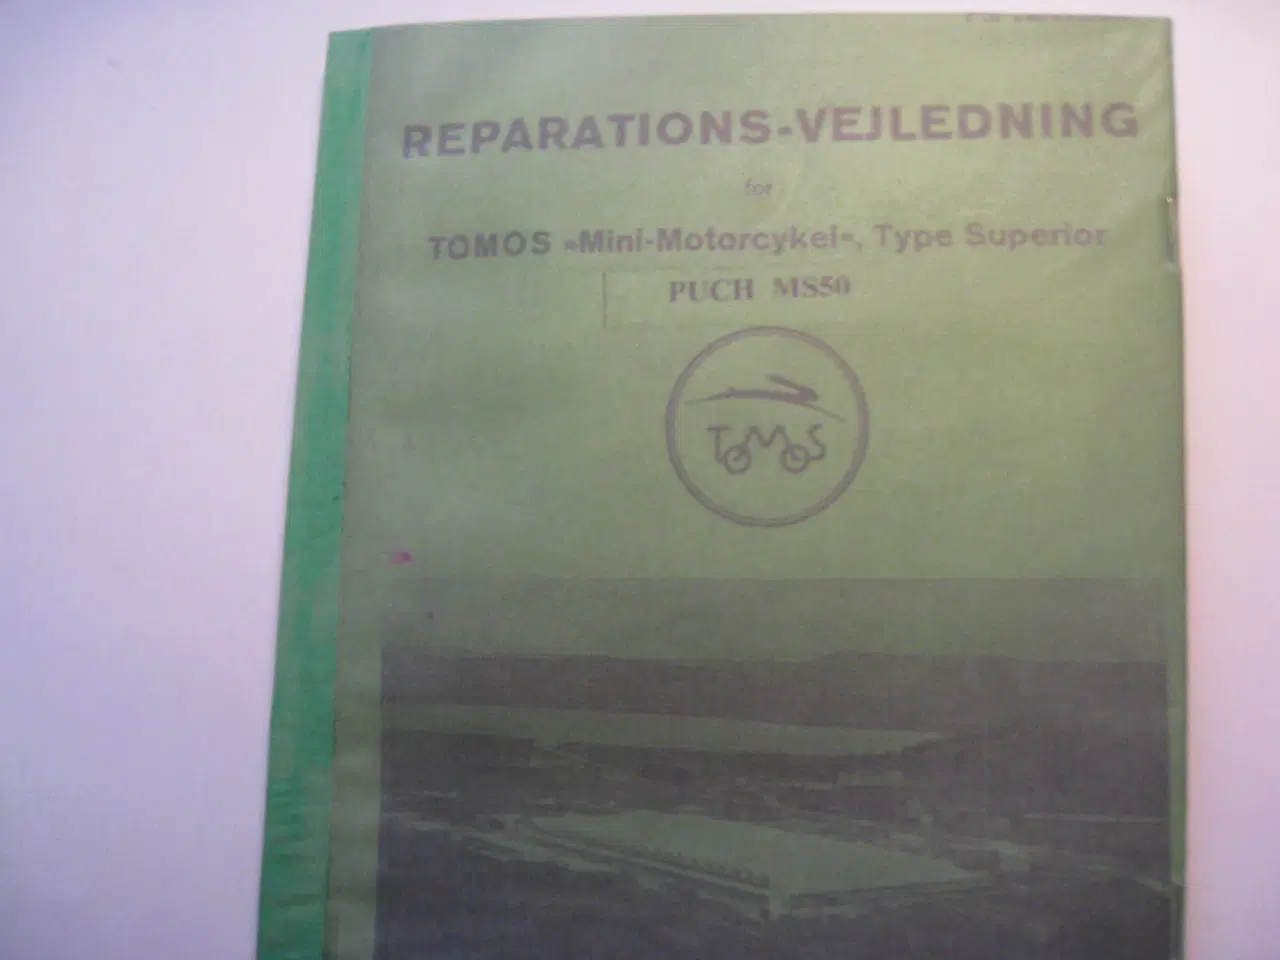 REPARATIONS-VEJLEDNING
for
TOMOS »Mini-Motorcykel«, Type Superior
PUCH MS50
TOMOS